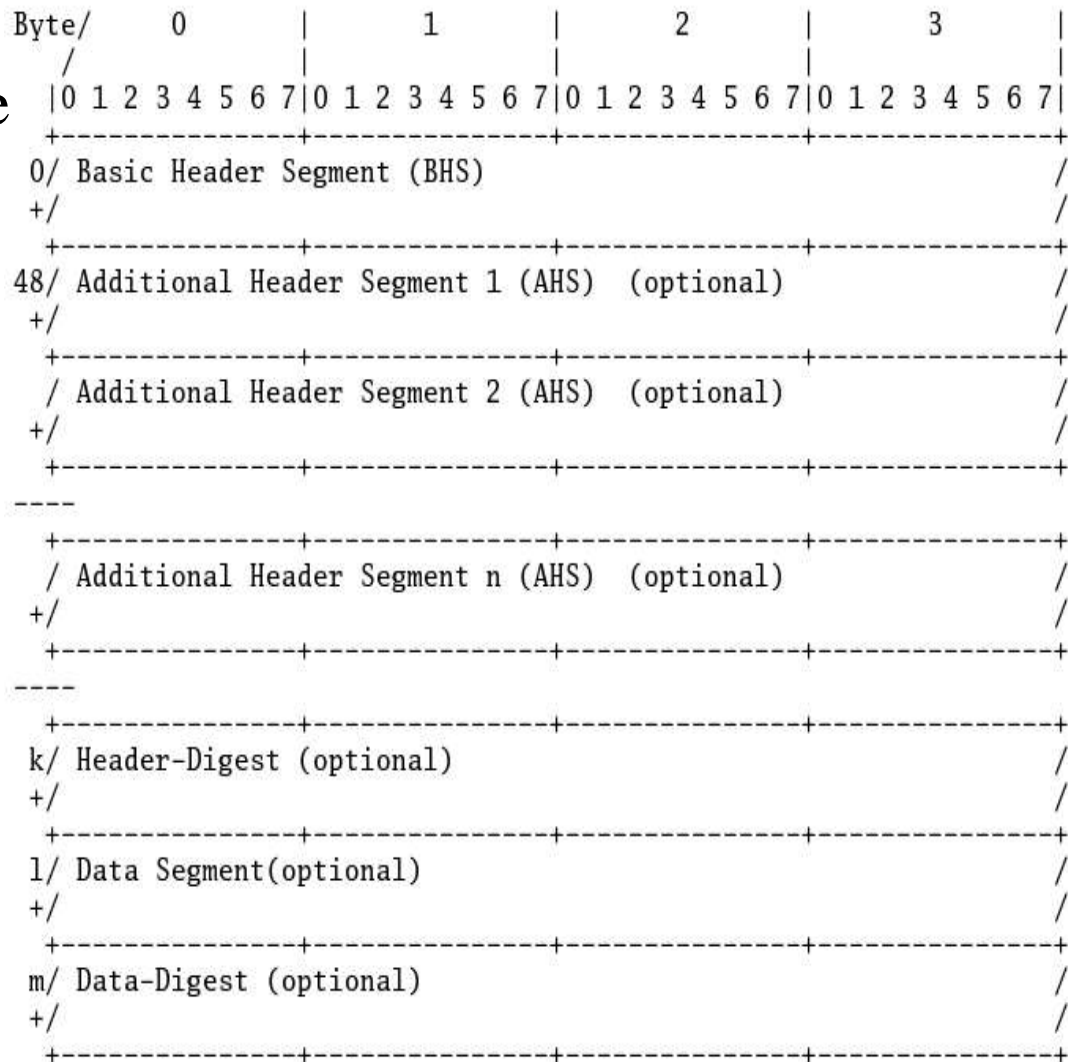 Byte/ 0 | 1 | 2 | 3 |
/ | | | |
e |0 1 2 3 4 5 6 7|0 1 2 3 4 5 6 7|0 1 2 3 4 5 6 7|0 1 2 3 4 5 6 7|
+---------------+---------------+---------------+---------------+
0/ Basic Header Segment (BHS) /
+/ /
+---------------+---------------+---------------+---------------+
48/ Additional Header Segment 1 (AHS) (optional) /
+/ /
+---------------+---------------+---------------+---------------+
/ Additional Header Segment 2 (AHS) (optional) /
+/ /
+---------------+---------------+---------------+---------------+
----
+---------------+---------------+---------------+---------------+
/ Additional Header Segment n (AHS) (optional) /
+/ /
+---------------+---------------+---------------+---------------+
----
+---------------+---------------+---------------+---------------+
k/ Header-Digest (optional) /
+/ /
+---------------+---------------+---------------+---------------+
l/ Data Segment(optional) /
+/ /
+---------------+---------------+---------------+---------------+
m/ Data-Digest (optional) /
+/ /
+---------------+---------------+---------------+---------------+